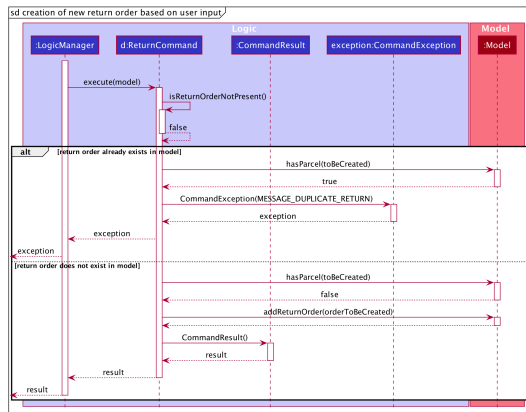 sd creation of new return order based on user input
Logic
Model
:LogicManager
d:ReturnCommand
:CommandResult
exception:CommandException
:Model
execute(model)
isReturnOrderNotPresent()
false
alt
[return order already exists in model]
hasParcel(toBeCreated)
true
CommandException(MESSAGE_DUPLICATE_RETURN)
exception
exception
exception
[return order does not exist in model]
hasParcel(toBeCreated)
false
addReturnOrder(orderToBeCreated)
CommandResult()
result
result
result